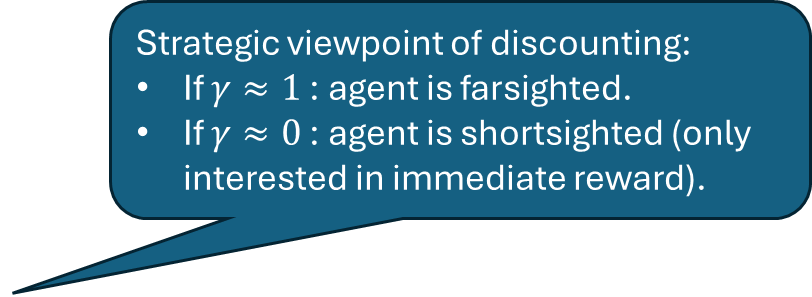 Strategic viewpoint of discounting:
• If γ ≈ 1 : agent is farsighted.
• If γ ≈ 0 : agent is shortsighted (only
interested in immediate reward).